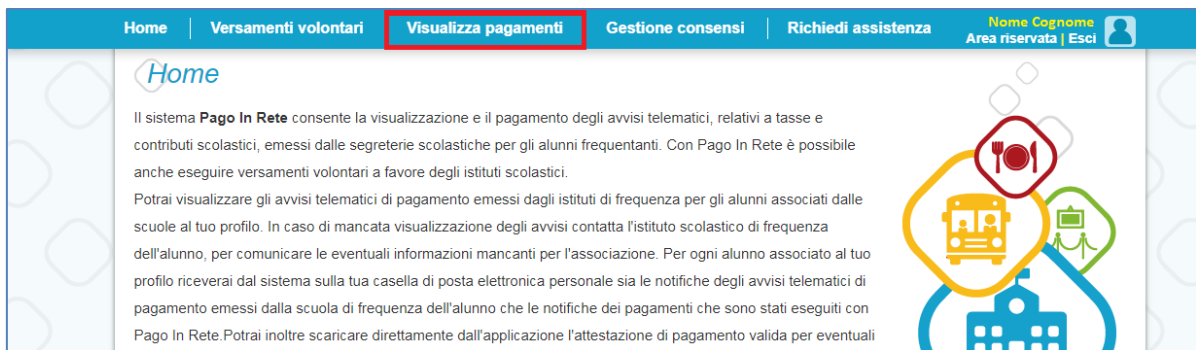 Home Versamenti volontari Visualizza pagamenti Gestione consensi Richiedi assistenza Nome Cognome
Area riservata | Esci
Home
Il sistema Pago In Rete consente la visualizzazione e il pagamento degli avvisi telematici, relativi a tasse e
contributi scolastici, emessi dalle segreterie scolastiche per gli alunni frequentanti. Con Pago In Rete è possibile
anche eseguire versamenti volontari a favore degli istituti scolastici.
Potrai visualizzare gli avvisi telematici di pagamento emessi dagli istituti di frequenza per gli alunni associati dalle
scuole al tuo profilo. In caso di mancata visualizzazione degli avvisi contatta l'istituto scolastico di frequenza
dell'alunno, per comunicare le eventuali informazioni mancanti per l'associazione. Per ogni alunno associato al tuo
profilo riceverai dal sistema sulla tua casella di posta elettronica personale sia le notifiche degli avvisi telematici di
pagamento emessi dalla scuola di frequenza dell'alunno che le notifiche dei pagamenti che sono stati eseguiti con
Pago In Rete.Potrai inoltre scaricare direttamente dall'applicazione l'attestazione di pagamento valida per eventuali